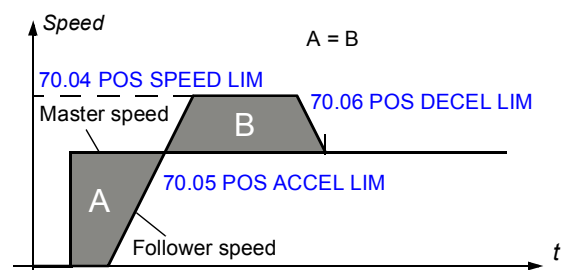 Speed
A = B
70.04 POS SPEED LIM
70.06 POS DECEL LIM
Master speed
B
70.05 POS ACCEL LIM
A
Follower speed
t